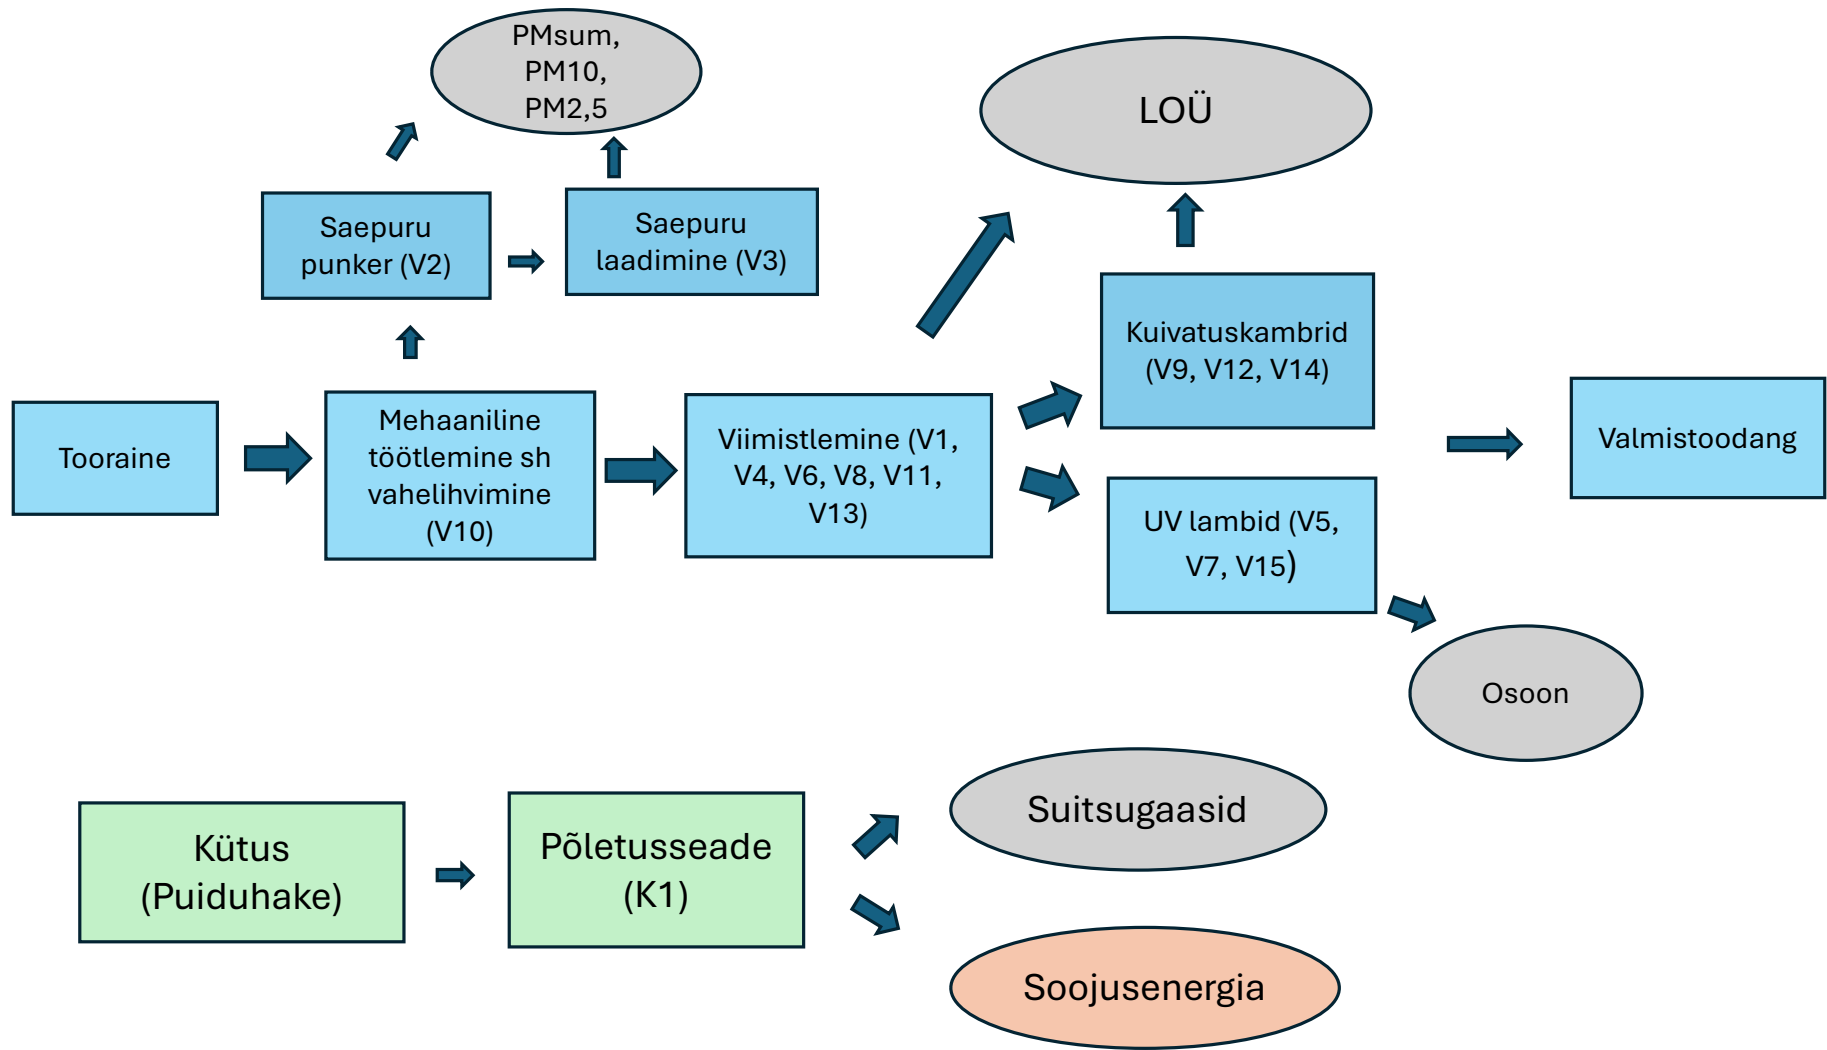 PMsum,
PM10,
PM2,5
LOÜ
Saepuru
punker (V2)
Saepuru
laadimine (V3)
Kuivatuskambrid
(V9, V12, V14)
Tooraine
Mehaaniline
töötlemine sh
vahelihvimine
(V10)
Viimistlemine (V1,
V4, V6, V8, V11,
V13)
Valmistoodang
UV lambid (V5,
V7, V15)
Osoon
Kütus
(Puiduhake)
Põletusseade
(K1)
Suitsugaasid
Soojusenergia